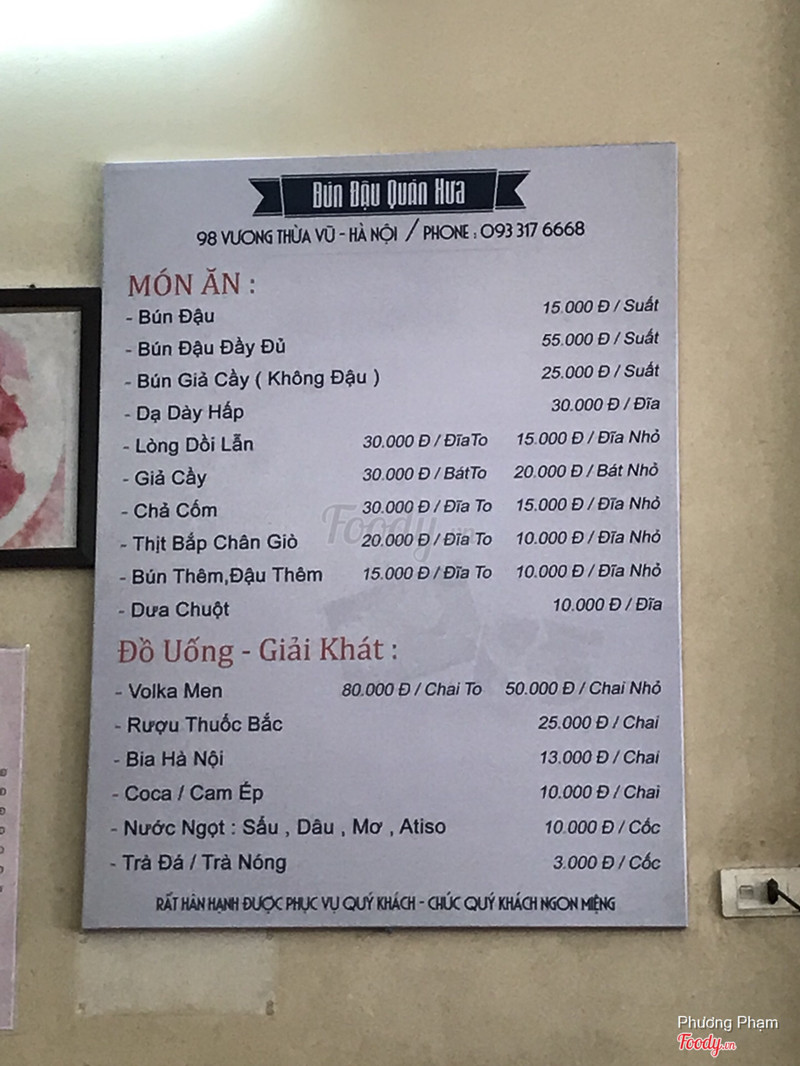 Bún Đậu Quán Hưa
98 VƯƠNG THỪA VŨ - HÀ NỘI / PHONE : 093 317 6668
MÓN ĂN :
- Bún Đậu 15.000 Đ / Suất
- Bún Đậu Đầy Đủ 55.000 Đ / Suất
- Bún Giả Cầy ( Không Đậu ) 25.000 Đ / Suất
- Dạ Dày Hấp 30.000 Đ / Đĩa
- Lòng Dồi Lẫn 30.000 Đ / ĐĩaTo 15.000 Đ / Đĩa Nhỏ
- Giả Cầy 30.000 Đ / BátTo 20.000 Đ / Bát Nhỏ
- Chả Cốm 30.000 Đ / Đĩa To 15.000 Đ / Đĩa Nhỏ
- Thịt Bắp Chân Giò 20.000 Đ / Đĩa To 10.000 Đ / Đĩa Nhỏ
- Bún Thêm,Đậu Thêm 15.000 Đ / Đĩa To 10.000 Đ / Đĩa Nhỏ
- Dưa Chuột 10.000 Đ / Đĩa
Đồ Uống - Giải Khát :
- Volka Men 80.000 Đ / Chai To 50.000 Đ / Chai Nhỏ
- Rượu Thuốc Bắc 25.000 Đ / Chai
- Bia Hà Nội 13.000 Đ / Chai
- Coca / Cam Ép 10.000 Đ / Chai
- Nước Ngọt : Sấu , Dâu , Mơ , Atiso 10.000 Đ / Cốc
- Trà Đá / Trà Nóng 3.000 Đ / Cốc
RẤT HÂN HẠNH ĐƯỢC PHỤC VỤ QUÝ KHÁCH - CHÚC QUÝ KHÁCH NGON MIỆNG
Foody.vn
Phương Phạm
Foody.vn